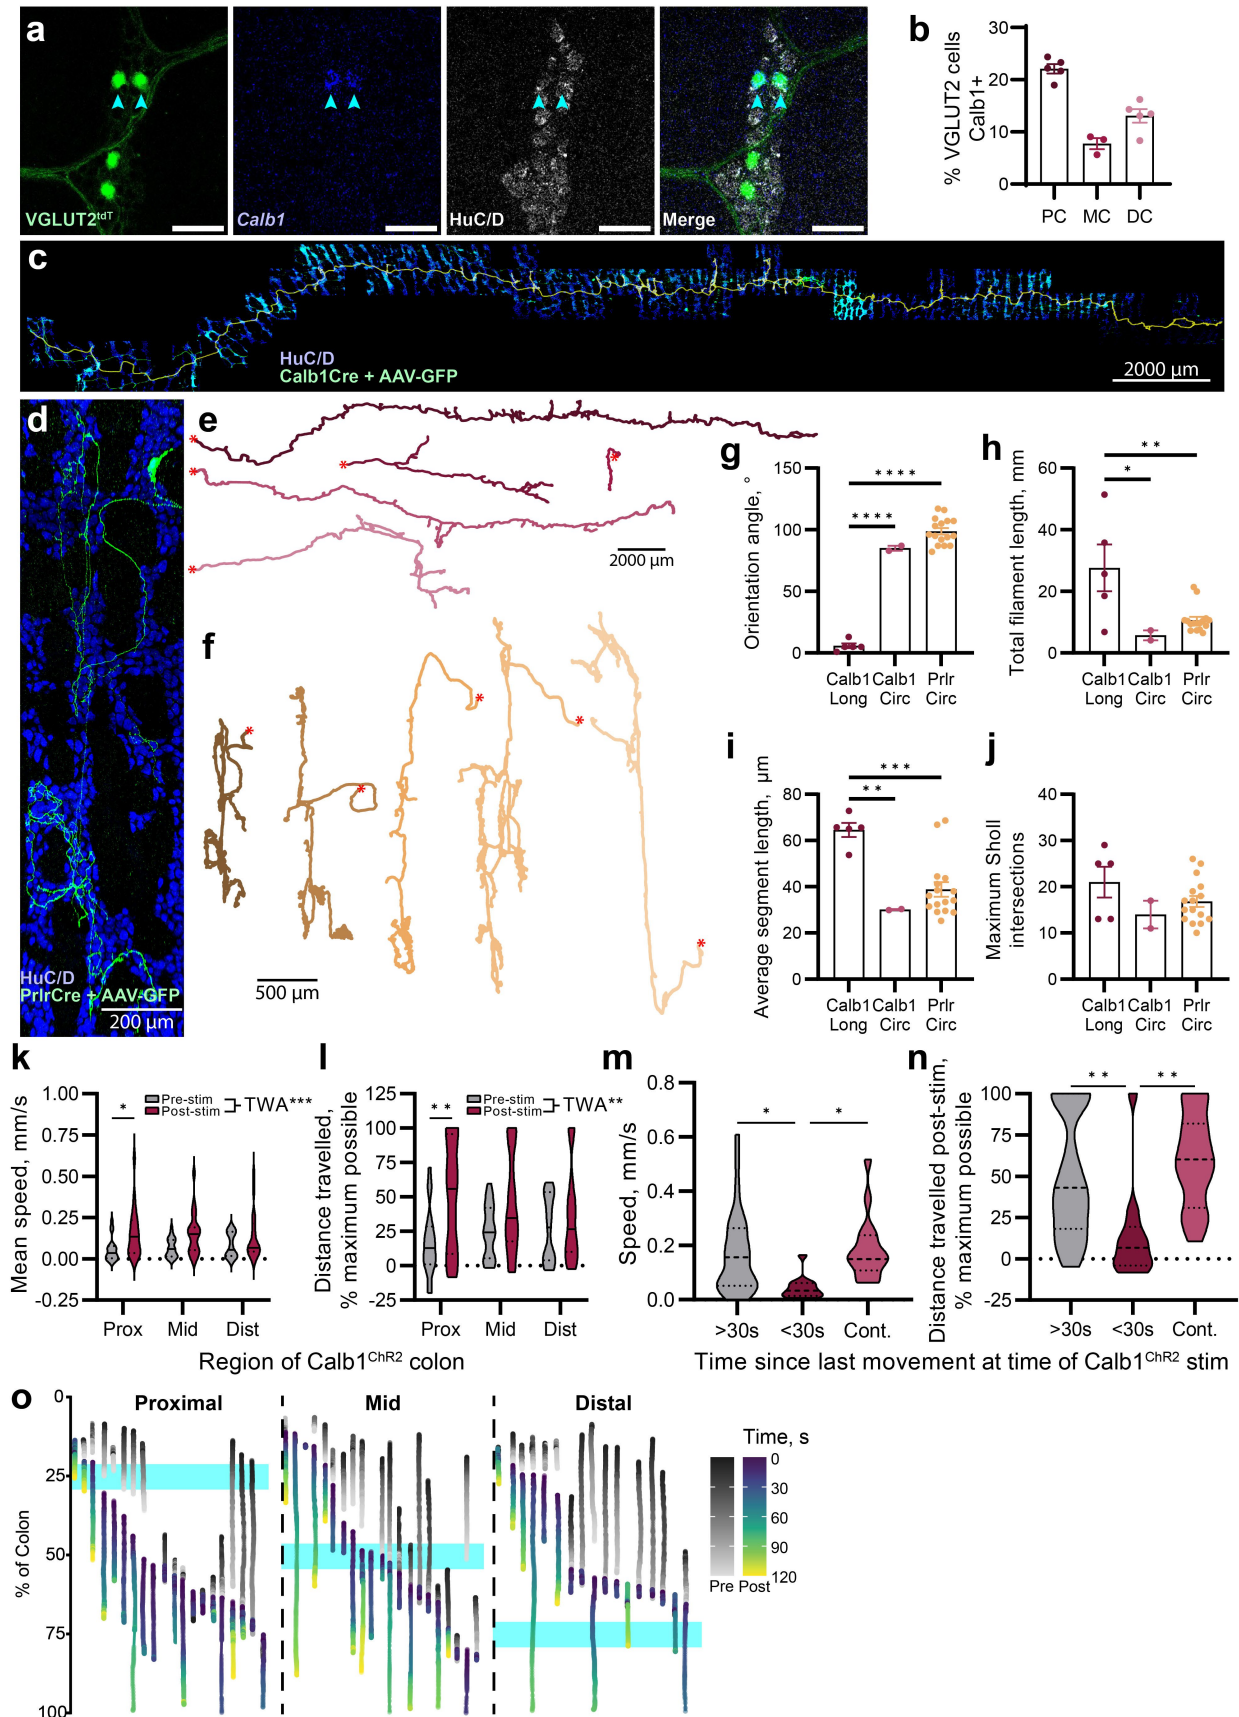 a
VGLUT2tdT
Calb1
HuC/D
Merge
b
% VGLUT2 cells
Calb1+
30
20
10
0
PC MC DC
c
HuC/D
Calb1Cre + AAV-GFP
2000 µm
d
HuC/D
PrlrCre + AAV-GFP
200 µm
e
* * * * *
2000 µm
f
* * * * *
500 µm
g
Orientation angle, °
150
100
50
0
* * * *
* * * *
Calb1 Calb1 Prlr
Long Circ Circ
h
Total filament length, mm
60
40
20
0
* *
*
Calb1 Calb1 Prlr
Long Circ Circ
i
Average segment length, µm
80
60
40
20
0
* * *
* *
Calb1 Calb1 Prlr
Long Circ Circ
j
Maximum Sholl
intersections
40
30
20
10
0
Calb1 Calb1 Prlr
Long Circ Circ
k
Mean speed, mm/s
1.00
0.75
0.50
0.25
0.00
-0.25
*
Pre-stim
Post-stim
TWA***
Prox Mid Dist
l
Distance travelled,
% maximum possible
125
100
75
50
25
0
-25
* *
Pre-stim
Post-stim
TWA**
Prox Mid Dist
Region of Calb1ChR2 colon
m
Speed, mm/s
0.8
0.6
0.4
0.2
0.0
* *
>30s <30s Cont.
n
Distance travelled post-stim,
% maximum possible
100
75
50
25
0
-25
* * * *
>30s <30s Cont.
Time since last movement at time of Calb1ChR2 stim
o
% of Colon
0
25
50
75
100
Proximal Mid Distal
Time, s
0
30
60
90
120
Pre Post